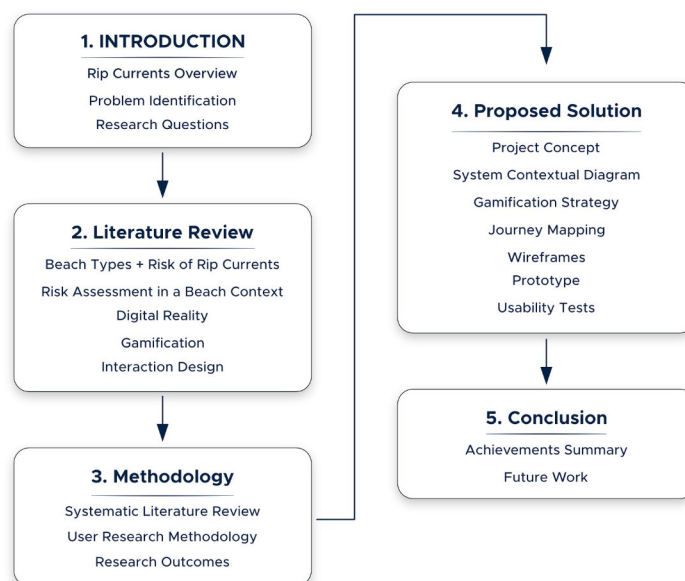 1. INTRODUCTION
Rip Currents Overview
Problem Identification
Research Questions
2. Literature Review
Beach Types + Risk of Rip Currents
Risk Assessment in a Beach Context
Digital Reality
Gamification
Interaction Design
3. Methodology
Systematic Literature Review
User Research Methodology
Research Outcomes
4. Proposed Solution
Project Concept
System Contextual Diagram
Gamification Strategy
Journey Mapping
Wireframes
Prototype
Usability Tests
5. Conclusion
Achievements Summary
Future Work